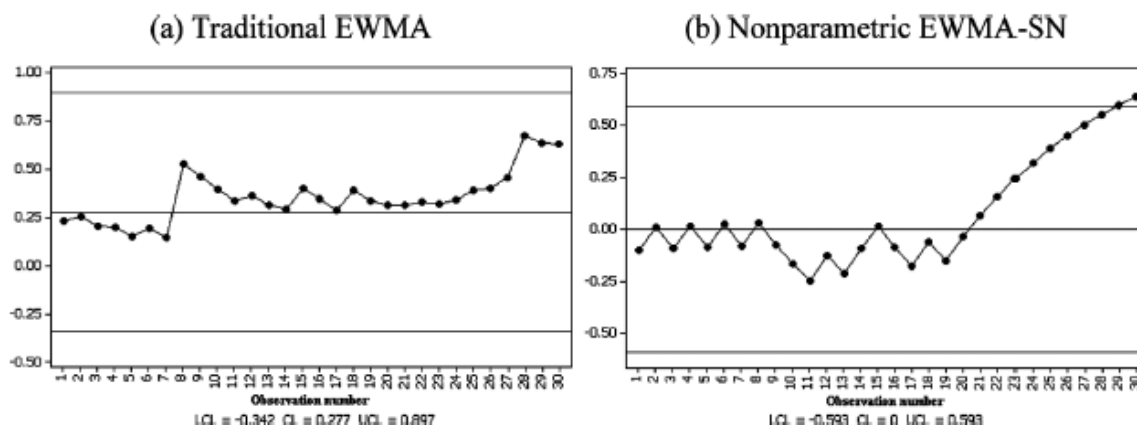 (a) Traditional EWMA
1.00
0.75
0.50
0.25
0.00
-0.25
-0.50
1 2 3 4 5 6 7 8 9 10 11 12 13 14 15 16 17 18 19 20 21 22 23 24 25 26 27 28 29 30
Observation number
LCL = -0.342 CL = 0.277 UCL = 0.897
(b) Nonparametric EWMA-SN
0.75
0.50
0.25
0.00
-0.25
-0.50
1 2 3 4 5 6 7 8 9 10 11 12 13 14 15 16 17 18 19 20 21 22 23 24 25 26 27 28 29 30
Observation number
LCL = -0.593 CL = 0 UCL = 0.593